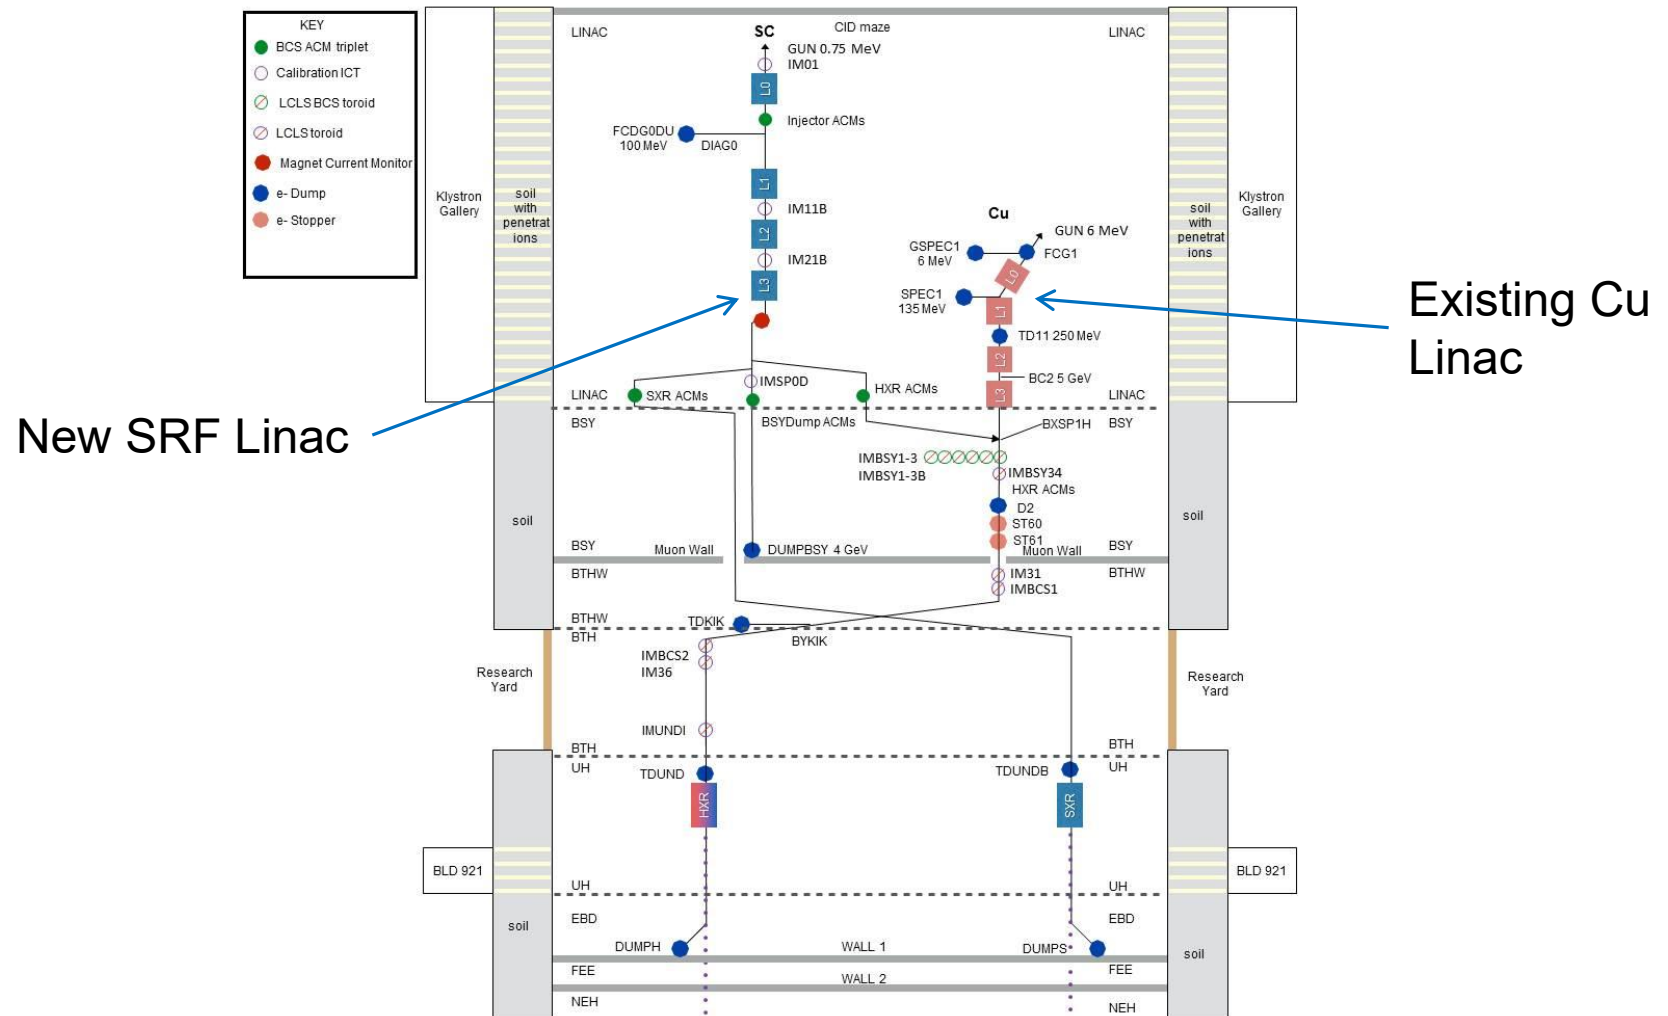 KEY
BCS ACM triplet
Calibration ICT
LCLS BCS toroid
LCLS toroid
Magnet Current Monitor
e- Dump
e- Stopper
LINAC
SC
CID maze
LINAC
GUN 0.75 MeV
IM01
L0
Injector ACMs
FCDG0DU
100 MeV
DIAG0
Klystron
Gallery
soil
with
penetrat
ions
L1
IM11B
L2
IM21B
L3
Cu
GUN 6 MeV
GSPEC1
6 MeV
FCG1
L0
SPEC1
135 MeV
L1
TD11 250 MeV
L2
BC2 5 GeV
L3
soil
with
penetrat
ions
Klystron
Gallery
Existing Cu
Linac
New SRF Linac
IMSP0D
LINAC
SXR ACMs
HXR ACMs
LINAC
BSY
BSYDump ACMs
BXSP1H
BSY
IMBSY1-3
IMBSY1-3B
IMBSY34
HXR ACMs
D2
ST60
ST61
soil
soil
BSY
Muon Wall
DUMPBSY 4 GeV
Muon Wall
BSY
BTHW
IM31
IMBCS1
BTHW
BTHW
TDKIK
BTH
BYKIK
IMBCS2
IM36
Research
Yard
Research
Yard
IMUNDI
BTH
BTH
UH
TDUND
TDUNDB
UH
HXR
SXR
BLD 921
BLD 921
UH
UH
EBD
EBD
soil
DUMPH
WALL 1
DUMPS
soil
FEE
WALL 2
FEE
NEH
NEH